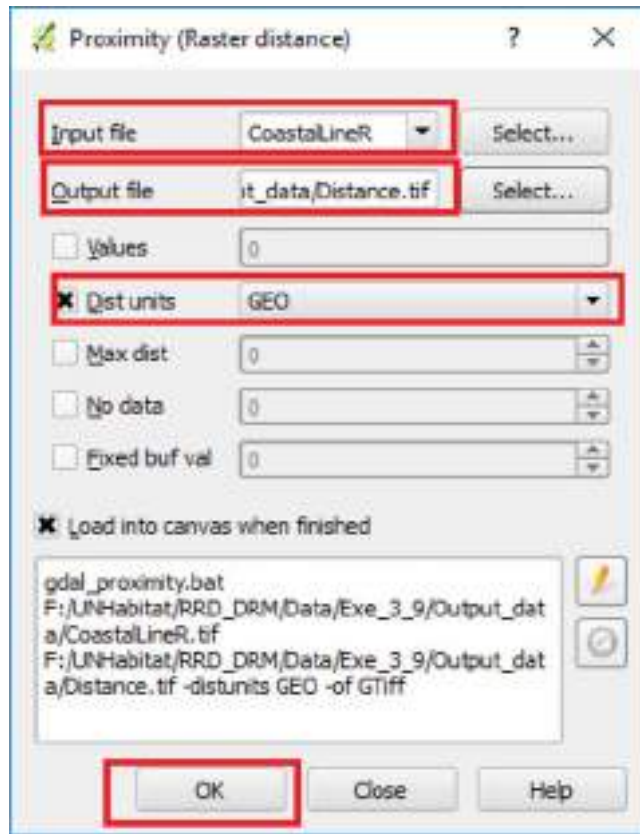 Proximity (Raster distance) ? ×
Input file CoastalLineR Select...
Output file it_data/Distance.tif Select...
Values 0
Dist units GEO
Max dist 0
No data 0
Fixed buf val 0
Load into canvas when finished
gdal_proximity.bat
F:/UNHabitat/RRD_DRM/Data/Exe_3_9/Output_dat
a/CoastalLineR.tif
F:/UNHabitat/RRD_DRM/Data/Exe_3_9/Output_dat
a/Distance.tif -distunits GEO -of GTiff
OK Close Help